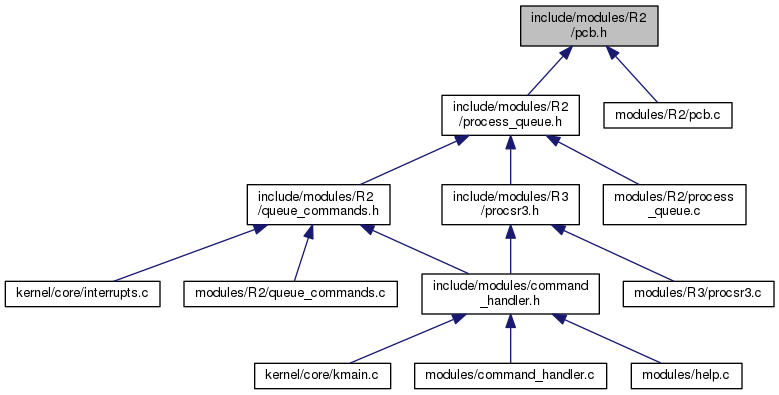 include/modules/R2
/pcb.h
include/modules/R2
/process_queue.h
modules/R2/pcb.c
include/modules/R2
/queue_commands.h
include/modules/R3
/procsr3.h
modules/R2/process
_queue.c
kernel/core/interrupts.c
modules/R2/queue_commands.c
include/modules/command
_handler.h
modules/R3/procsr3.c
kernel/core/kmain.c
modules/command_handler.c
modules/help.c